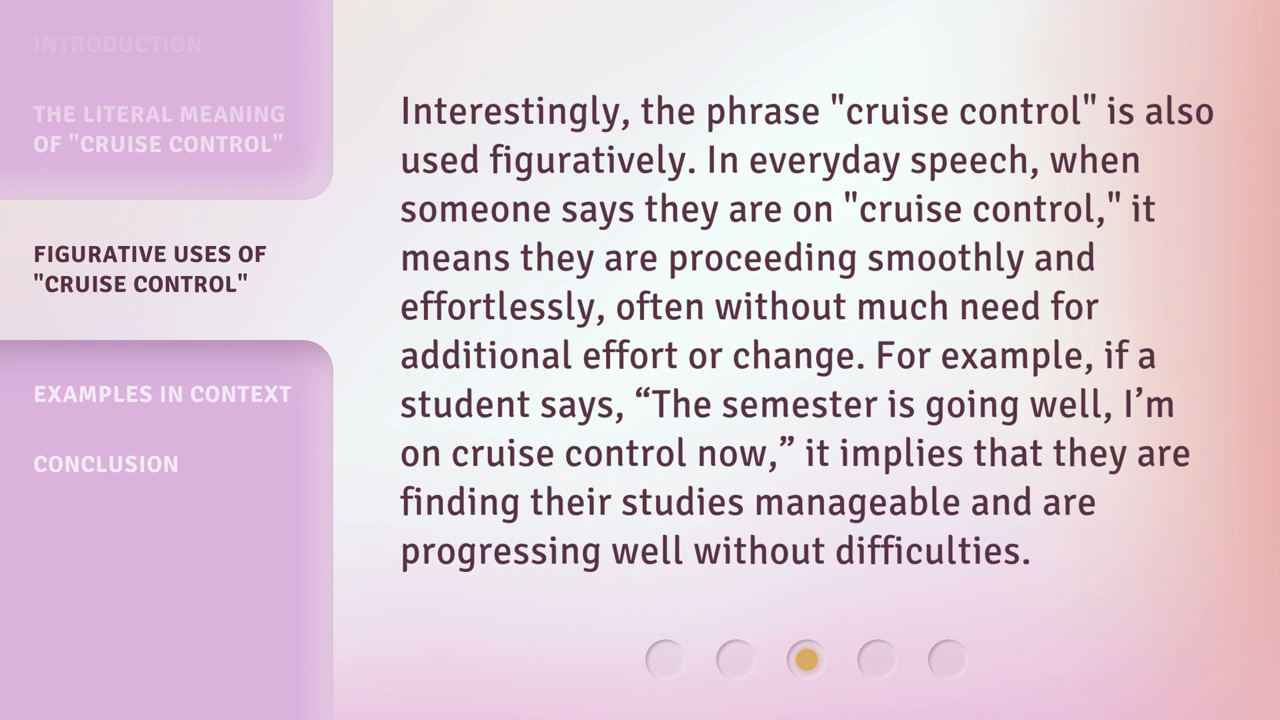 INTRODUCTION
THE LITERAL MEANING
OF "CRUISE CONTROL"
FIGURATIVE USES OF
"CRUISE CONTROL"
EXAMPLES IN CONTEXT
CONCLUSION
Interestingly, the phrase "cruise control" is also
used figuratively. In everyday speech, when
someone says they are on "cruise control," it
means they are proceeding smoothly and
effortlessly, often without much need for
additional effort or change. For example, if a
student says, “The semester is going well, I’m
on cruise control now,” it implies that they are
finding their studies manageable and are
progressing well without difficulties.